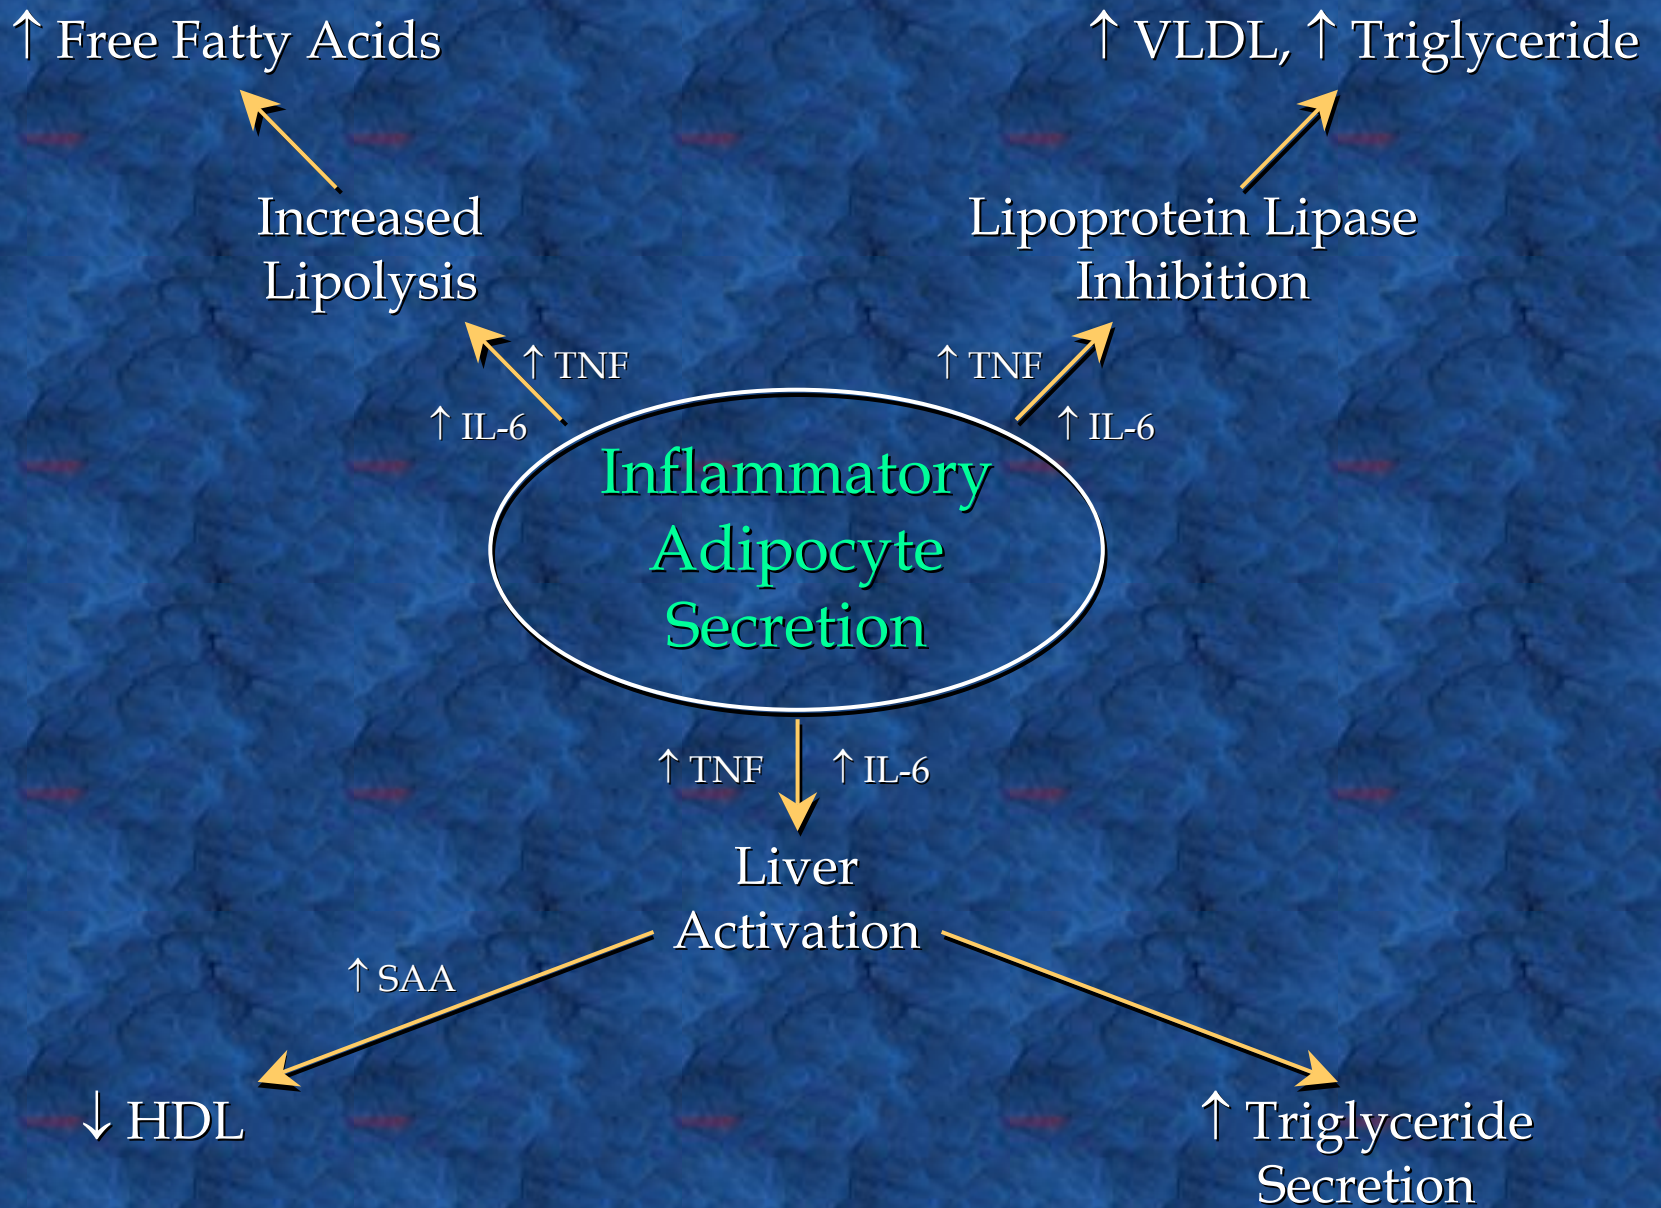 ↑ Free Fatty Acids
↑ VLDL, ↑ Triglyceride
Increased
Lipolysis
Lipoprotein Lipase
Inhibition
↑ TNF
↑ IL-6
↑ TNF
↑ IL-6
Inflammatory
Adipocyte
Secretion
↑ TNF
↑ IL-6
Liver
Activation
↑ SAA
↓ HDL
↑ Triglyceride
Secretion